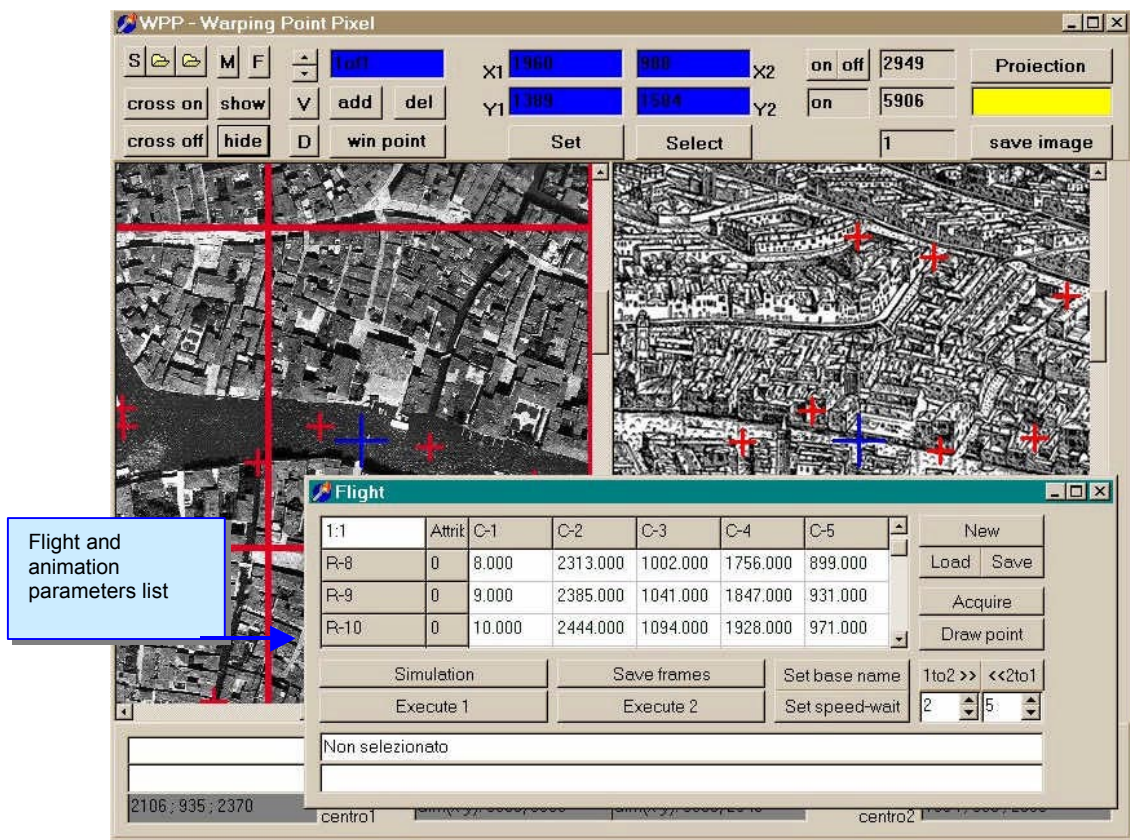 WPP - Warping Point Pixel
S M F 1of1 X1 1960 988 X2 on off 2949 Proiection
cross on show V add del Y1 1389 1504 Y2 on 5906
cross off hide D win point Set Select 1 save image
Flight
1:1 Attrib C-1 C-2 C-3 C-4 C-5 New
R-8 0 8.000 2313.000 1002.000 1756.000 899.000 Load Save
R-9 0 9.000 2385.000 1041.000 1847.000 931.000 Acquire
R-10 0 10.000 2444.000 1094.000 1928.000 971.000 Draw point
Flight and
animation
parameters list
Simulation Save frames Set base name 1to2 >> <<2to1
Execute 1 Execute 2 Set speed-wait 2 5
Non selezionato
2106 ; 935 ; 2370 centro1 centro2